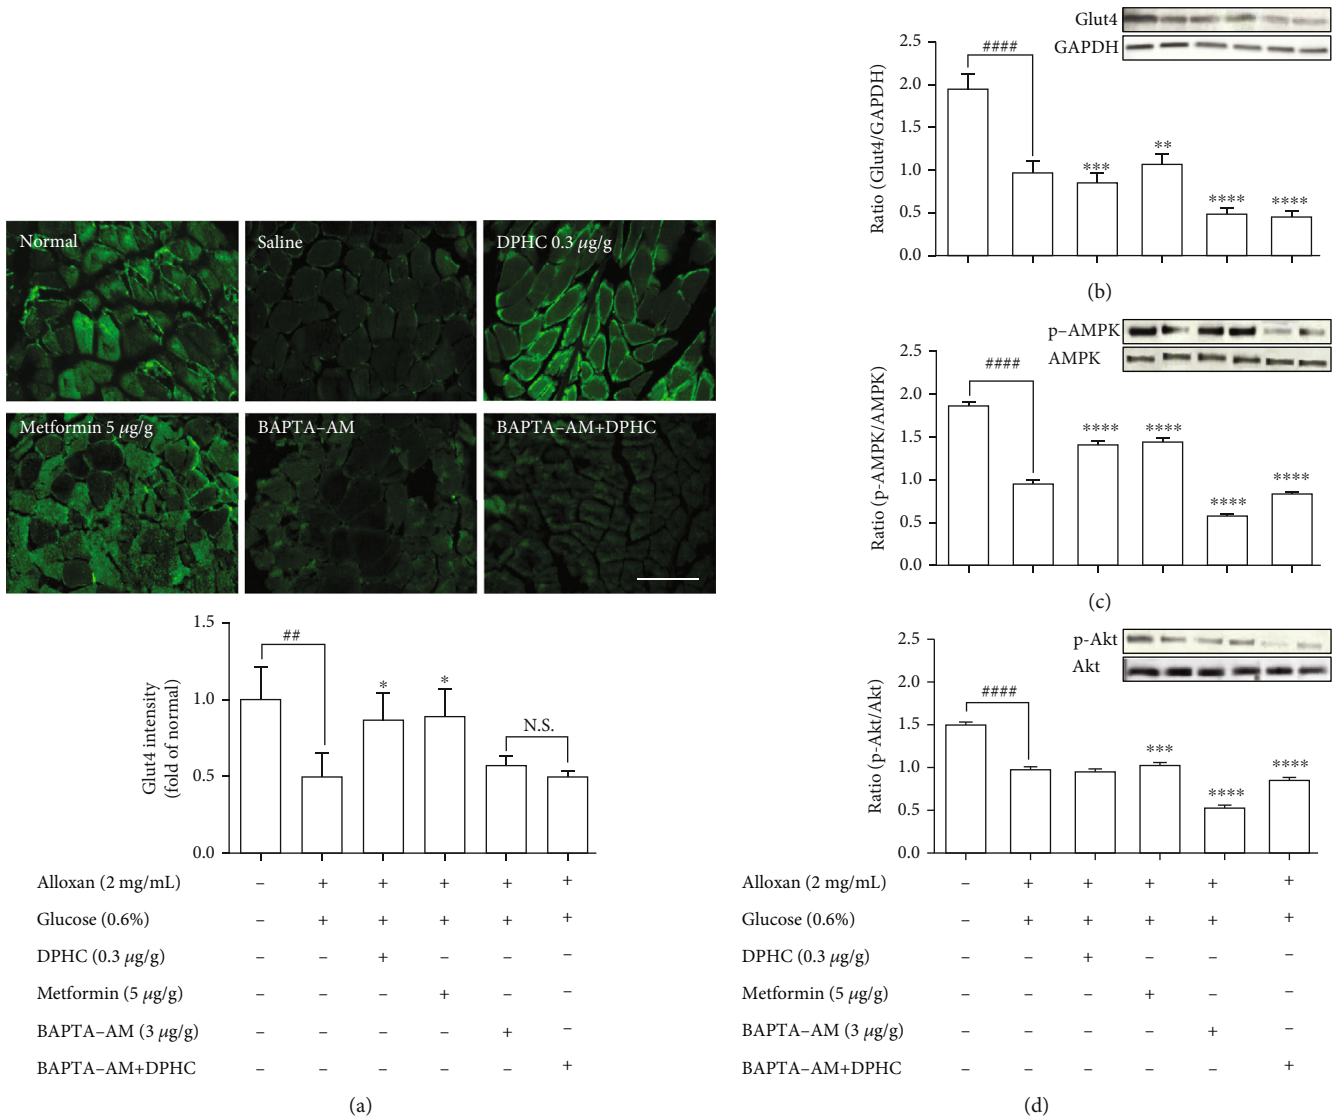 Normal
Saline
DPHC 0.3 μg/g
Metformin 5 μg/g
BAPTA–AM
BAPTA–AM+DPHC
Glut4 intensity
(fold of normal)
1.5
1.0
0.5
0.0
##
*
*
N.S.
Alloxan (2 mg/mL) – + + + + +
Glucose (0.6%) – + + + + +
DPHC (0.3 μg/g) – – + – – –
Metformin (5 μg/g) – – – + – –
BAPTA–AM (3 μg/g) – – – – + –
BAPTA–AM+DPHC – – – – – +
(a)
Glut4
GAPDH
Ratio (Glut4/GAPDH)
2.5
2.0
1.5
1.0
0.5
0.0
####
***
**
****
****
(b)
p–AMPK
AMPK
Ratio (p-AMPK/AMPK)
2.5
2.0
1.5
1.0
0.5
0.0
####
****
****
****
****
(c)
p-Akt
Akt
Ratio (p-Akt/Akt)
2.5
2.0
1.5
1.0
0.5
0.0
####
***
****
****
Alloxan (2 mg/mL) – + + + + +
Glucose (0.6%) – + + + + +
DPHC (0.3 μg/g) – – + – – –
Metformin (5 μg/g) – – – + – –
BAPTA–AM (3 μg/g) – – – – + –
BAPTA–AM+DPHC – – – – – +
(d)